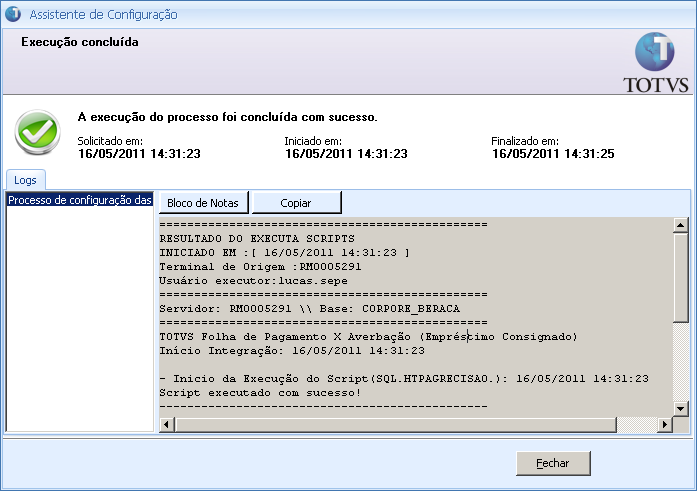 Assistente de Configuração
Execução concluída
TOTVS
A execução do processo foi concluída com sucesso.
Solicitado em: Iniciado em: Finalizado em:
16/05/2011 14:31:23 16/05/2011 14:31:23 16/05/2011 14:31:25
Logs
Processo de configuração das
Bloco de Notas Copiar
==================================================
RESULTADO DO EXECUTA SCRIPTS
INICIADO EM :[ 16/05/2011 14:31:23 ]
Terminal de Origem :RM0005291
Usuário executor:lucas.sepe
==================================================
Servidor: RM0005291 \\ Base: CORPORE_BERACA
==================================================
TOTVS Folha de Pagamento X Averbação (Empréstimo Consignado)
Início Integração: 16/05/2011 14:31:23
- Inicio da Execução do Script(SQL.HTPAGRECISAO.): 16/05/2011 14:31:23
Script executado com sucesso!
--------------------------------------------------
Fechar